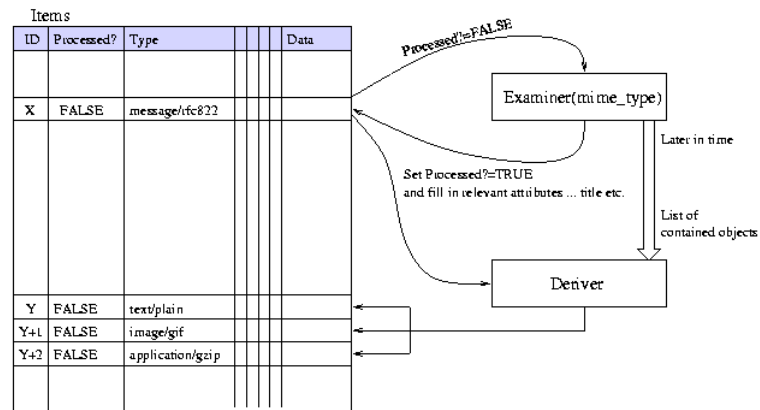 Items
ID Processed? Type Data
Processed?=FALSE
Examiner(mime_type)
X FALSE message/rfc822
Later in time
Set Processed?=TRUE
and fill in relevant attributes ... title etc.
List of
contained objects
Deriver
Y FALSE text/plain
Y+1 FALSE image/gif
Y+2 FALSE application/gzip